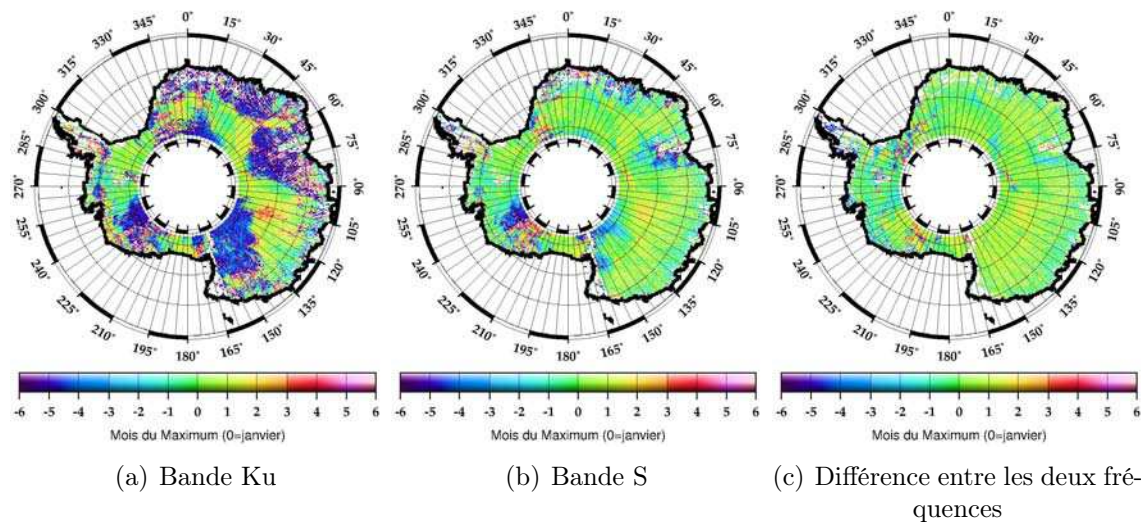 0° 15° 30° 45° 60° 75° 90° 105° 120° 135° 150° 165° 180° 195° 210° 225° 240° 255° 270° 285° 300° 315° 330° 345°
0° 15° 30° 45° 60° 75° 90° 105° 120° 135° 150° 165° 180° 195° 210° 225° 240° 255° 270° 285° 300° 315° 330° 345°
0° 15° 30° 45° 60° 75° 90° 105° 120° 135° 150° 165° 180° 195° 210° 225° 240° 255° 270° 285° 300° 315° 330° 345°
-6 -5 -4 -3 -2 -1 0 1 2 3 4 5 6
-6 -5 -4 -3 -2 -1 0 1 2 3 4 5 6
-6 -5 -4 -3 -2 -1 0 1 2 3 4 5 6
Mois du Maximum (0=janvier)
Mois du Maximum (0=janvier)
Mois du Maximum (0=janvier)
(a) Bande Ku
(b) Bande S
(c) Différence entre les deux fré-
quences